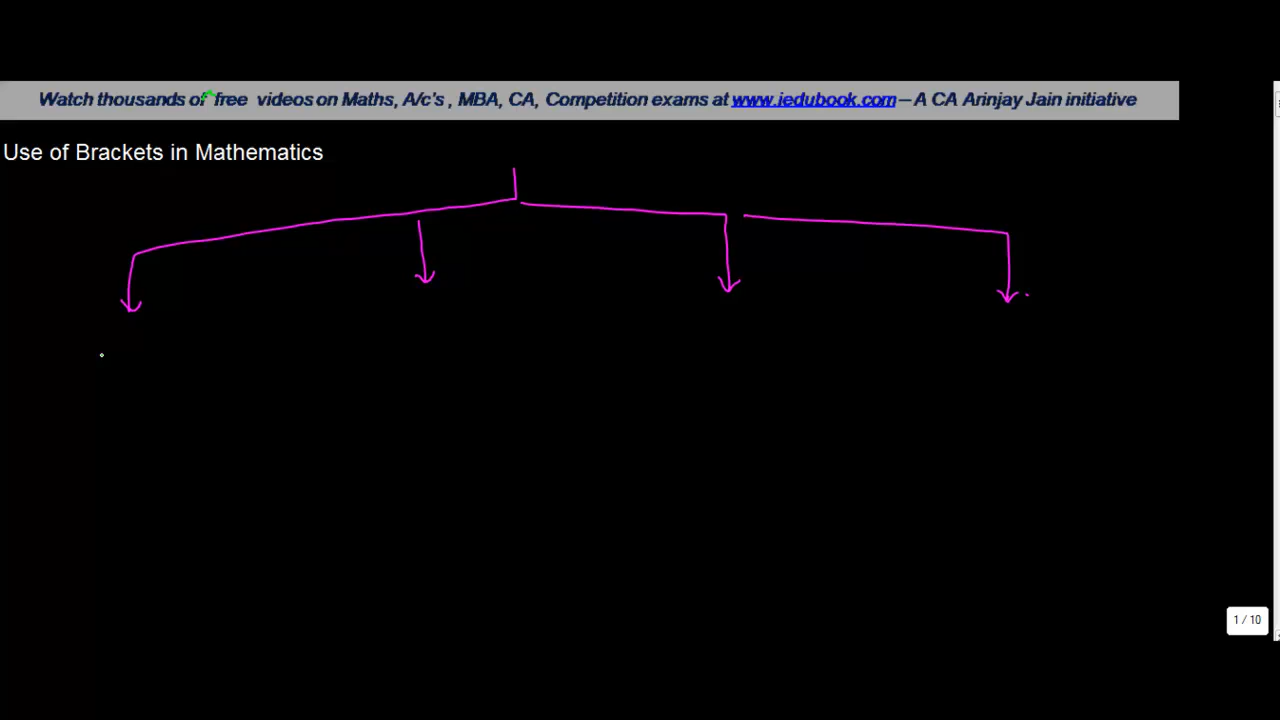 Watch thousands of free videos on Maths, A/c's , MBA, CA, Competition exams at www.iedubook.com – A CA Arinjay Jain initiative
Use of Brackets in Mathematics
1 / 10